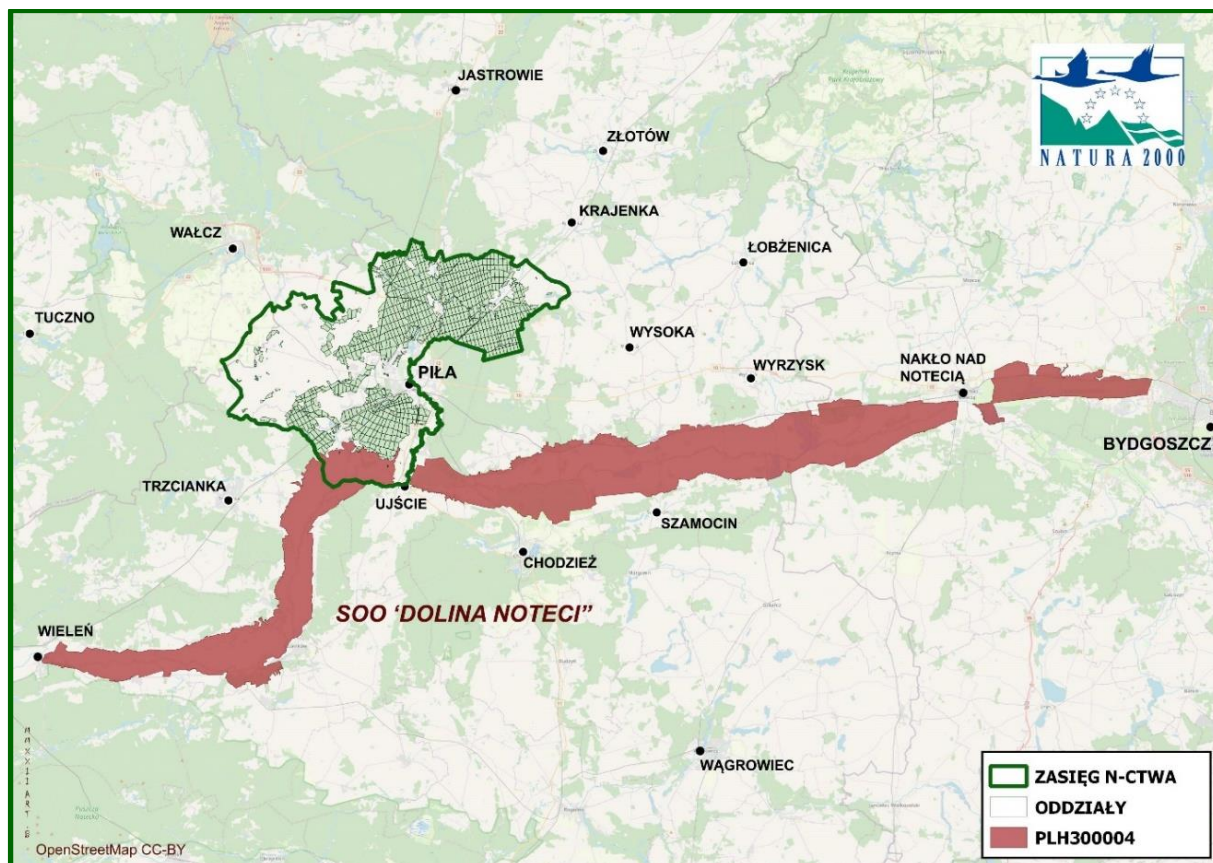 JASTROWIE
ZŁOTÓW
NATURA 2000
KRAJENKA
WAŁCZ
ŁOBŻENICA
TUCZNO
WYSOKA
WYRZYSK
NAKŁO NAD
NOTECIĄ
PIŁA
BYDGOSZCZ
TRZCIANKA
UJŚCIE
SZAMOCIN
CHODZIEŻ
SOO ‘DOLINA NOTECI”
WIELEŃ
WĄGROWIEC
ZASIĘG N-CTWA
ODDZIAŁY
PLH300004
OpenStreetMap CC-BY